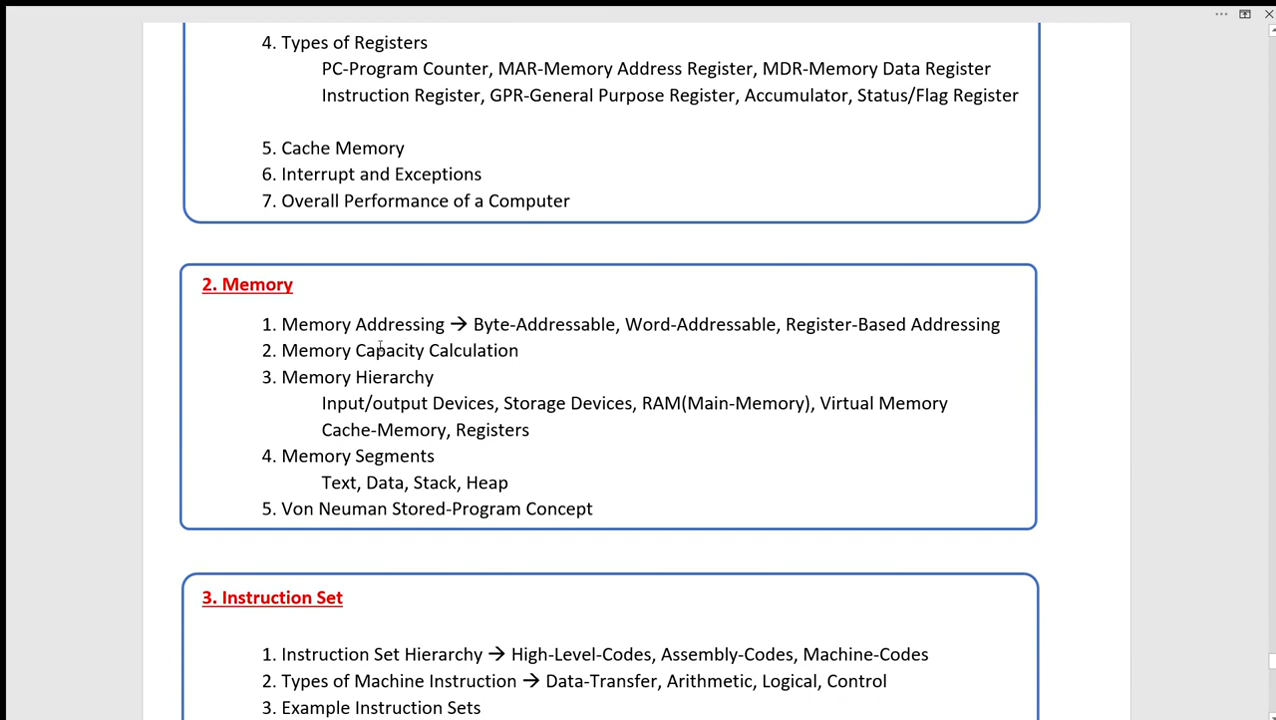 4. Types of Registers
PC-Program Counter, MAR-Memory Address Register, MDR-Memory Data Register
Instruction Register, GPR-General Purpose Register, Accumulator, Status/Flag Register
5. Cache Memory
6. Interrupt and Exceptions
7. Overall Performance of a Computer
2. Memory
1. Memory Addressing → Byte-Addressable, Word-Addressable, Register-Based Addressing
2. Memory Capacity Calculation
3. Memory Hierarchy
Input/output Devices, Storage Devices, RAM(Main-Memory), Virtual Memory
Cache-Memory, Registers
4. Memory Segments
Text, Data, Stack, Heap
5. Von Neuman Stored-Program Concept
3. Instruction Set
1. Instruction Set Hierarchy → High-Level-Codes, Assembly-Codes, Machine-Codes
2. Types of Machine Instruction → Data-Transfer, Arithmetic, Logical, Control
3. Example Instruction Sets